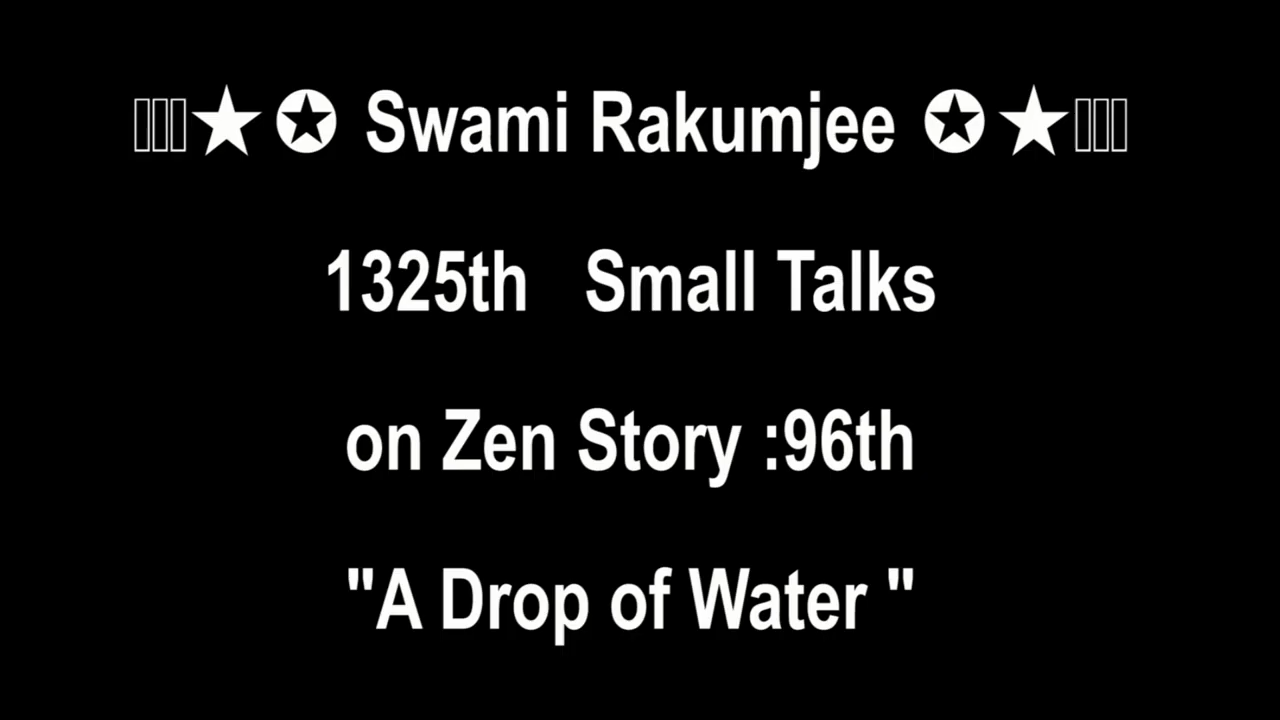 ★✪ Swami Rakumjee ✪★
1325th Small Talks
on Zen Story :96th
"A Drop of Water "